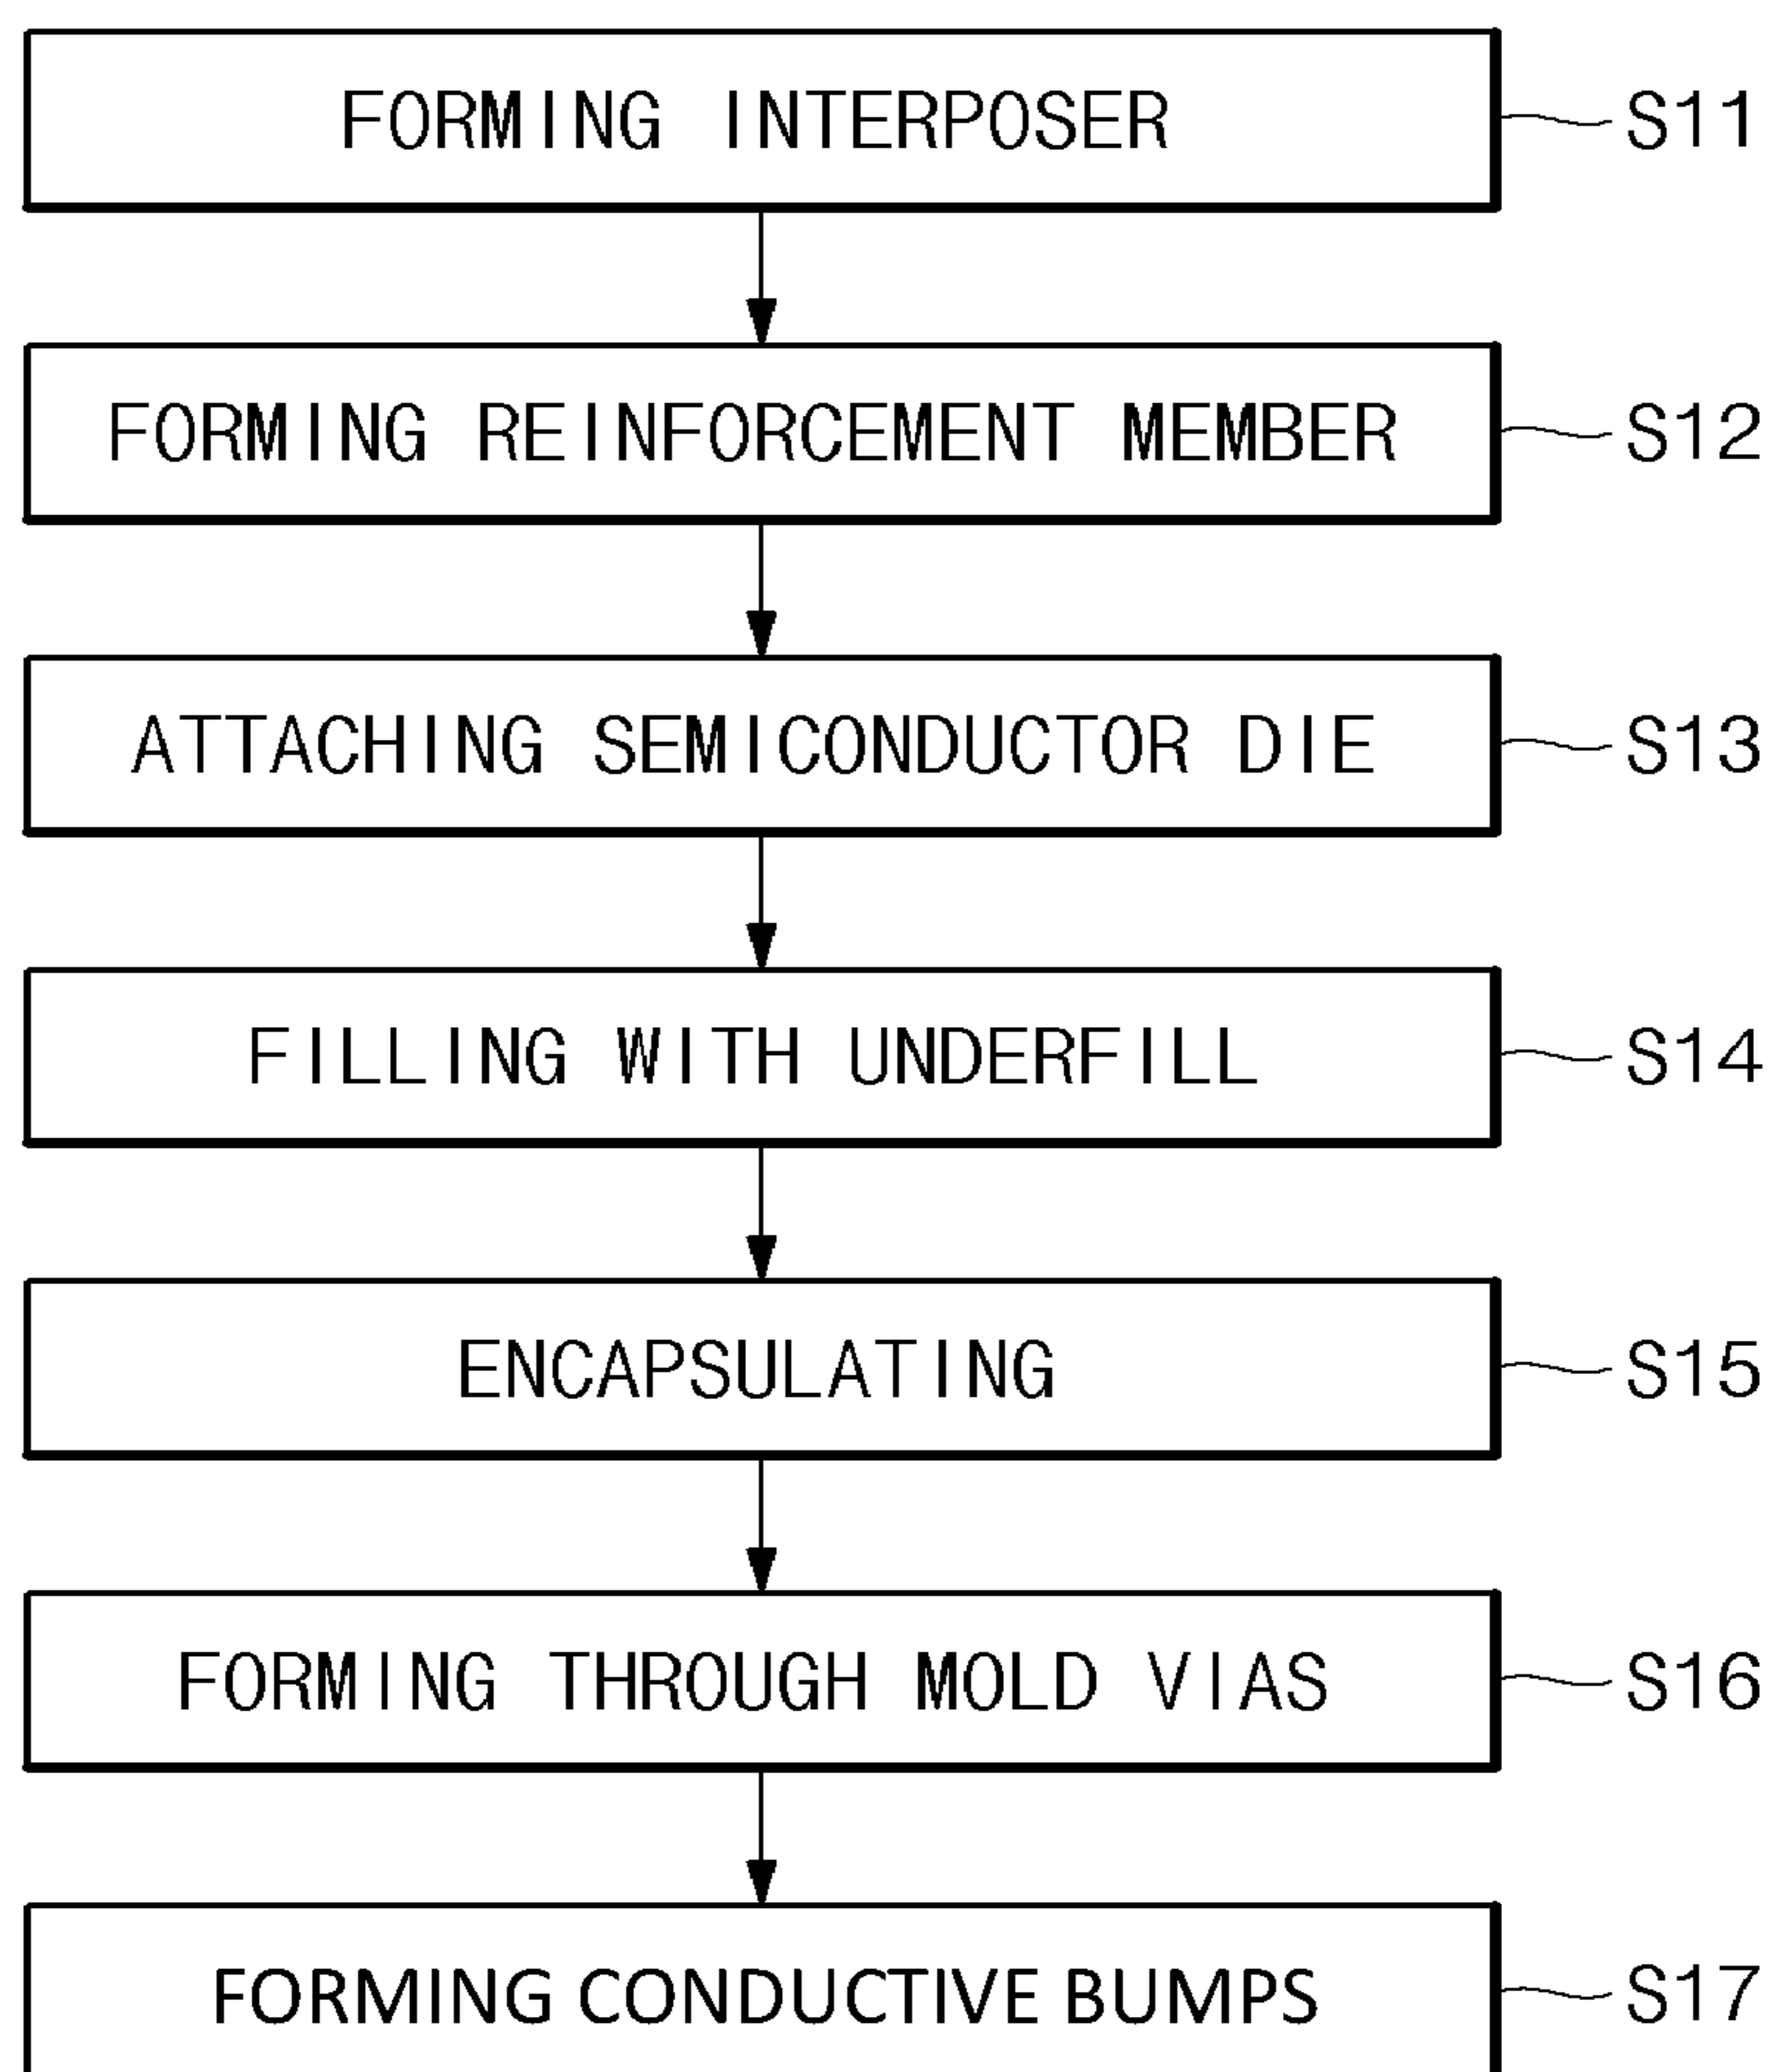 FORMING INTERPOSER S11
FORMING REINFORCEMENT MEMBER S12
ATTACHING SEMICONDUCTOR DIE S13
FILLING WITH UNDERFILL S14
ENCAPSULATING S15
FORMING THROUGH MOLD VIAS S16
FORMING CONDUCTIVE BUMPS S17